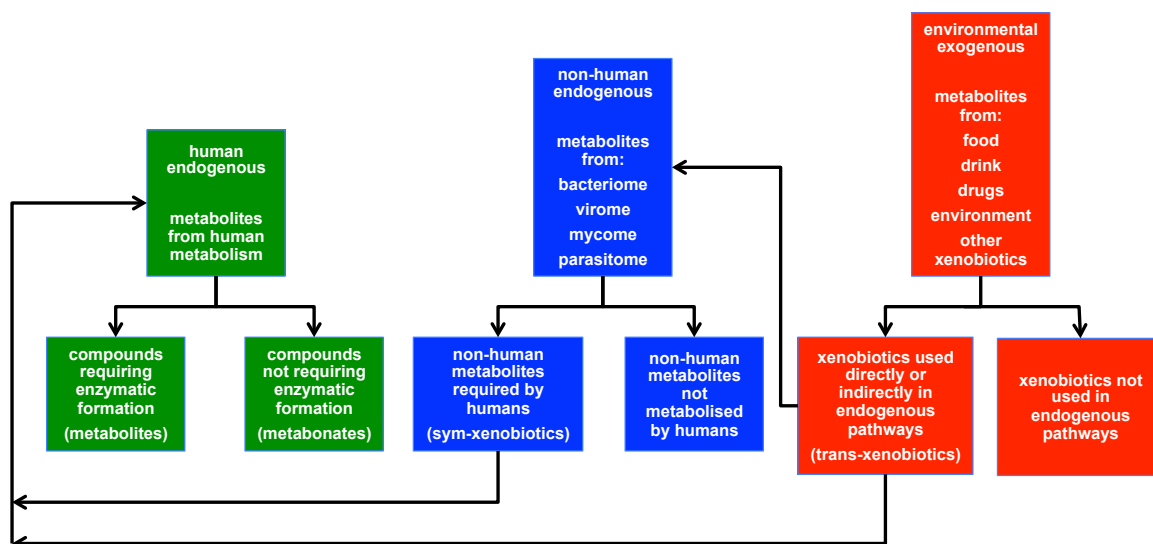 human
endogenous
metabolites
from human
metabolism
compounds
requiring
enzymatic
formation
(metabolites)
compounds
not requiring
enzymatic
formation
(metabonates)
non-human
endogenous
metabolites
from:
bacteriome
virome
mycome
parasitome
non-human
metabolites
required by
humans
(sym-xenobiotics)
non-human
metabolites
not
metabolised
by humans
environmental
exogenous
metabolites
from:
food
drink
drugs
environment
other
xenobiotics
xenobiotics used
directly or
indirectly in
endogenous
pathways
(trans-xenobiotics)
xenobiotics not
used in
endogenous
pathways